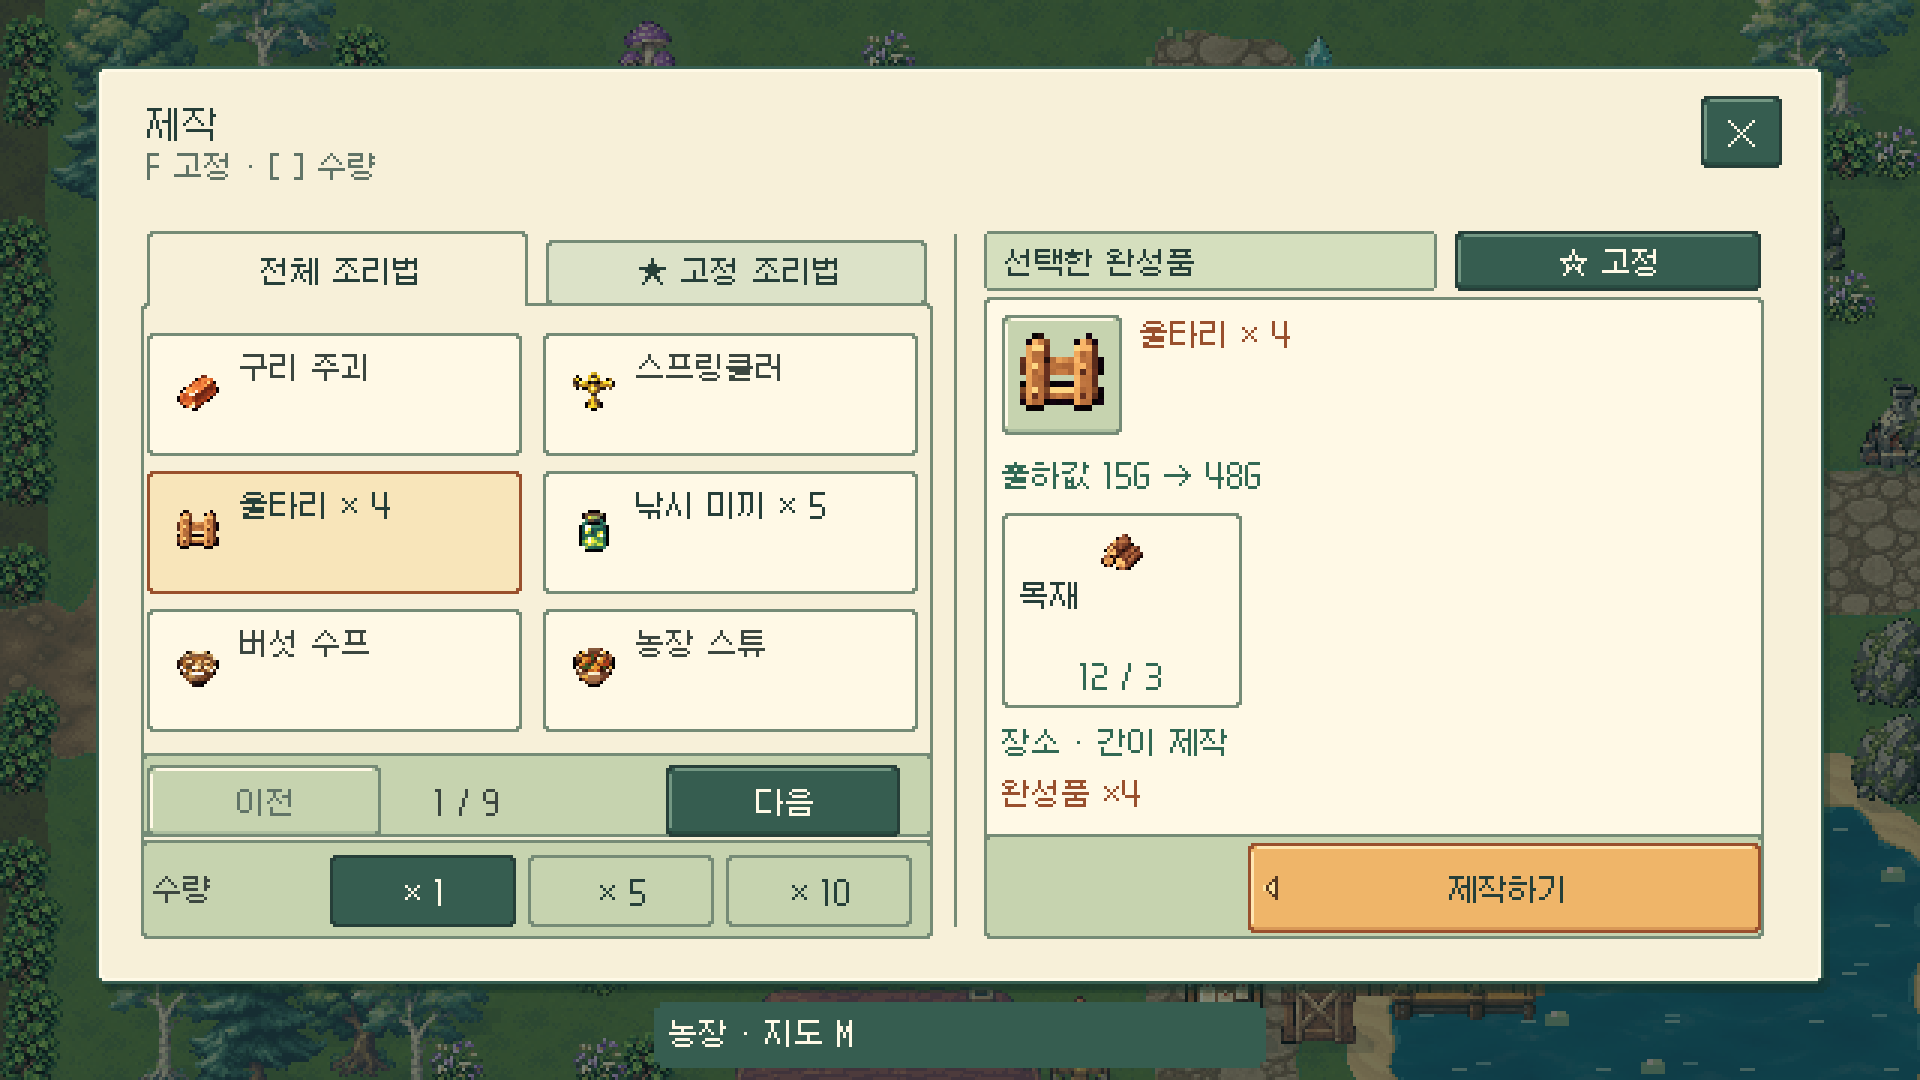 제작
F 고정 · [ ] 수량
전체 조리법
★ 고정 조리법
구리 주괴
스프링클러
울타리 × 4
낚시 미끼 × 5
버섯 수프
농장 스튜
이전
1 / 9
다음
수량
× 1
× 5
× 10
선택한 완성품
☆ 고정
울타리 × 4
출하값 15G → 48G
목재
12 / 3
장소 · 간이 제작
완성품 ×4
제작하기
농장 · 지도 M